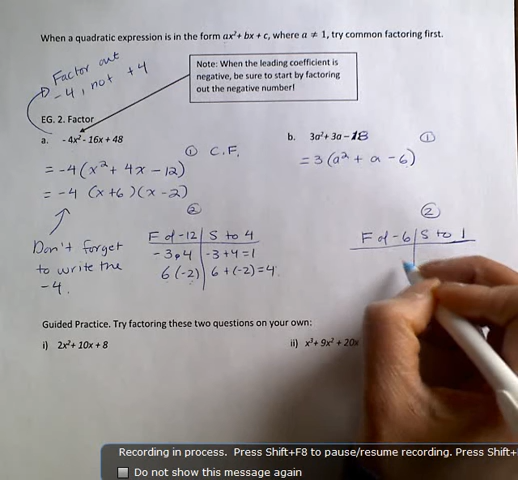 When a quadratic expression is in the form ax²+ bx + c, where a ≠ 1, try common factoring first.
Factor out
-4, not +4
Note: When the leading coefficient is
negative, be sure to start by factoring
out the negative number!
EG. 2. Factor
a. - 4x²- 16x + 48
① C.F.
= -4(x² + 4x - 12)
= -4 (x+6)(x-2)
②
Don't forget
to write the
-4.
F of -12 | S to 4
-3•4 | -3+4=1
6(-2) | 6+(-2)=4
b. 3a²+ 3a – 18
①
= 3(a² + a - 6)
②
F of -6 | S to 1
Guided Practice. Try factoring these two questions on your own:
i) 2x²+ 10x + 8
ii) x³+ 9x² + 20x
Recording in process. Press Shift+F8 to pause/resume recording. Press Shift+
Do not show this message again